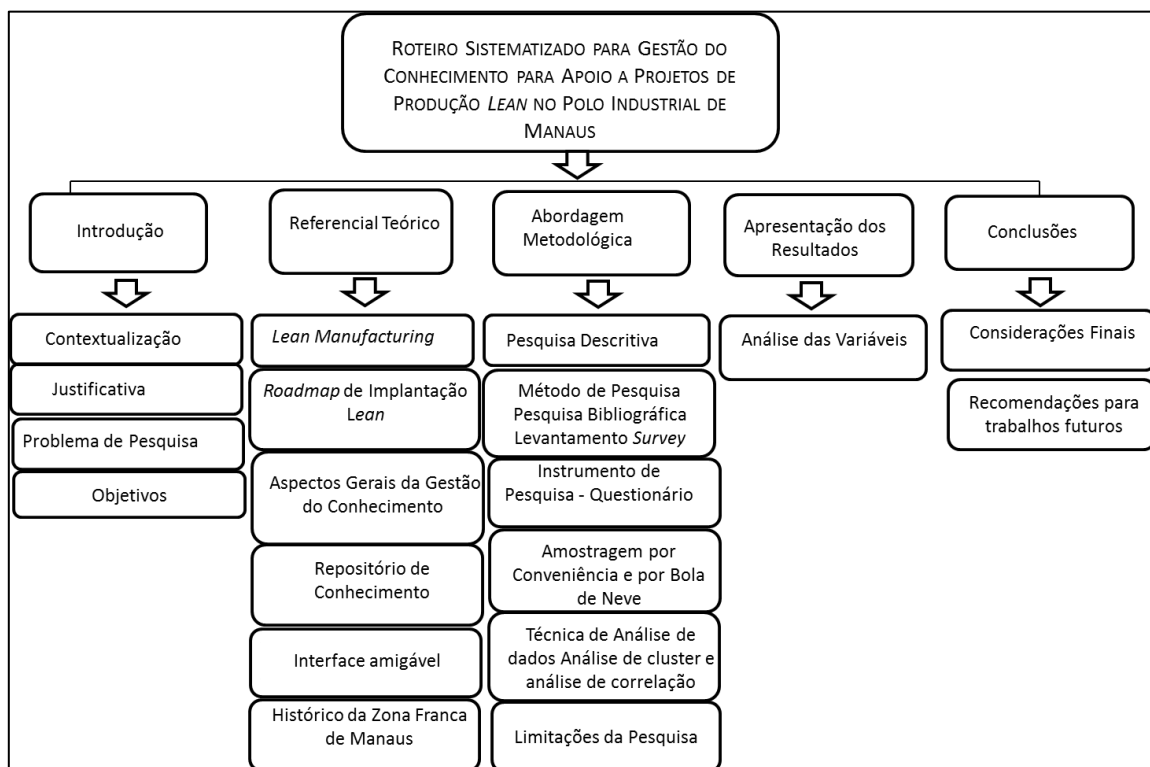 ROTEIRO SISTEMATIZADO PARA GESTÃO DO
CONHECIMENTO PARA APOIO A PROJETOS DE
PRODUÇÃO LEAN NO POLO INDUSTRIAL DE
MANAUS
Introdução
Referencial Teórico
Abordagem
Metodológica
Apresentação dos
Resultados
Conclusões
Contextualização
Justificativa
Problema de Pesquisa
Objetivos
Lean Manufacturing
Roadmap de Implantação
Lean
Aspectos Gerais da Gestão
do Conhecimento
Repositório de
Conhecimento
Interface amigável
Histórico da Zona Franca
de Manaus
Pesquisa Descritiva
Método de Pesquisa
Pesquisa Bibliográfica
Levantamento Survey
Instrumento de
Pesquisa - Questionário
Amostragem por
Conveniência e por Bola
de Neve
Técnica de Análise de
dados Análise de cluster e
análise de correlação
Limitações da Pesquisa
Análise das Variáveis
Considerações Finais
Recomendações para
trabalhos futuros